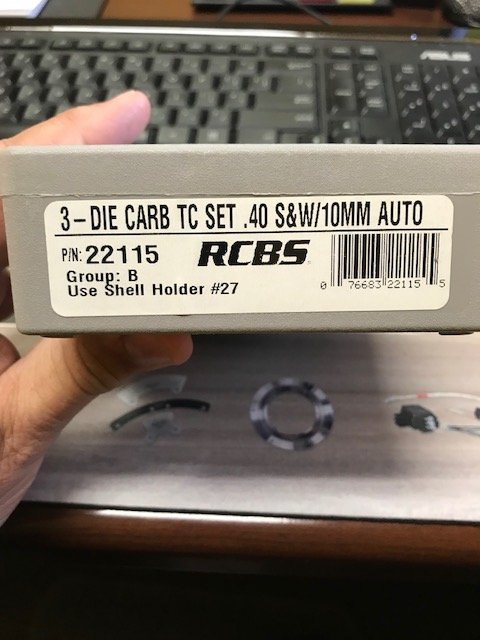 ASUS
3-DIE CARB TC SET .40 S&W/10MM AUTO
P/N: 22115
RCBS
Group: B
Use Shell Holder #27
0 76683 22115 5